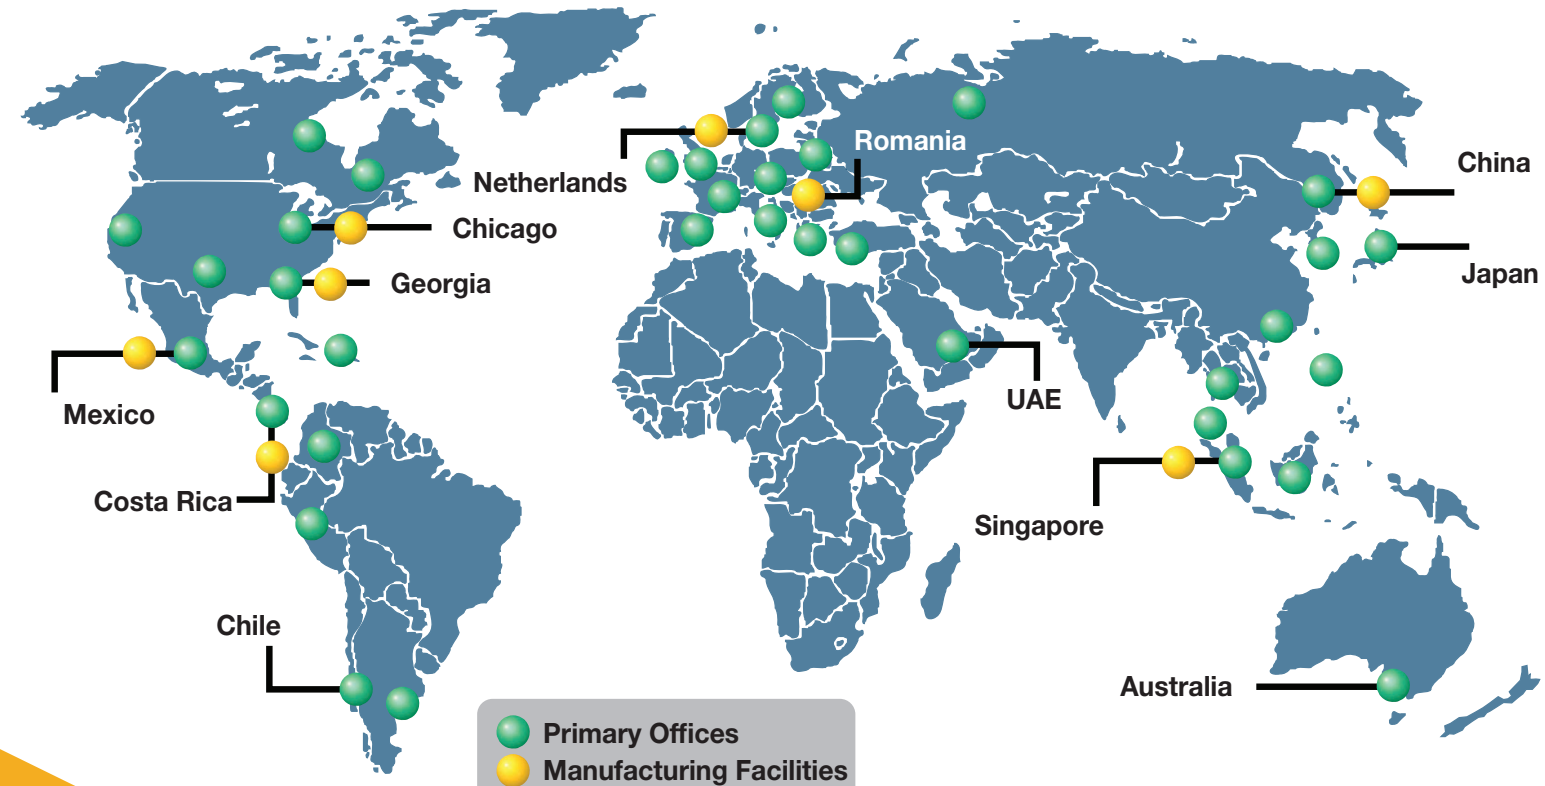 Romania
China
Netherlands
Chicago
Japan
Georgia
UAE
Mexico
Costa Rica
Singapore
Chile
Australia
Primary Offices
Manufacturing Facilities